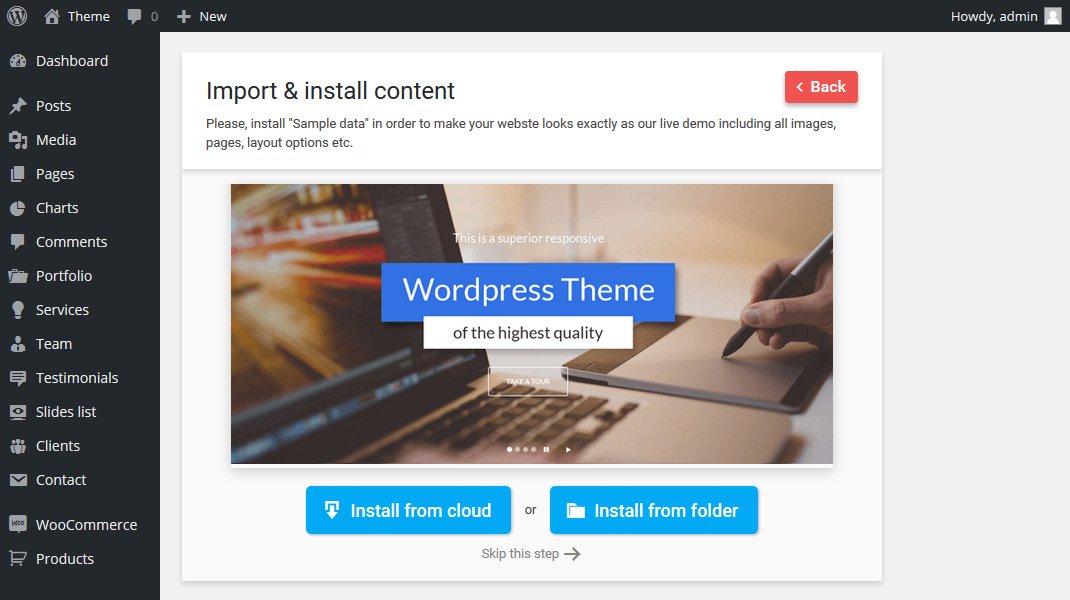 Theme 0 New Howdy, admin
Dashboard
Posts
Media
Pages
Charts
Comments
Portfolio
Services
Team
Testimonials
Slides list
Clients
Contact
WOO WooCommerce
Products
Import & install content
Back
Please, install "Sample data" in order to make your webste looks exactly as our live demo including all images,
pages, layout options etc.
This is a superior responsive
Wordpress Theme
of the highest quality
TAKE A TOUR
Install from cloud or Install from folder
Skip this step